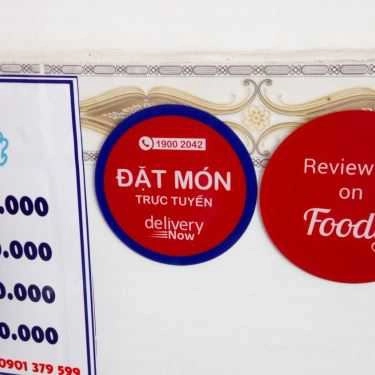 .000
0.000
0.000
0.000
0901 379 599
1900 2042
ĐẶT MÓN
TRỰC TUYẾN
delivery
Now
Review
on
Foody